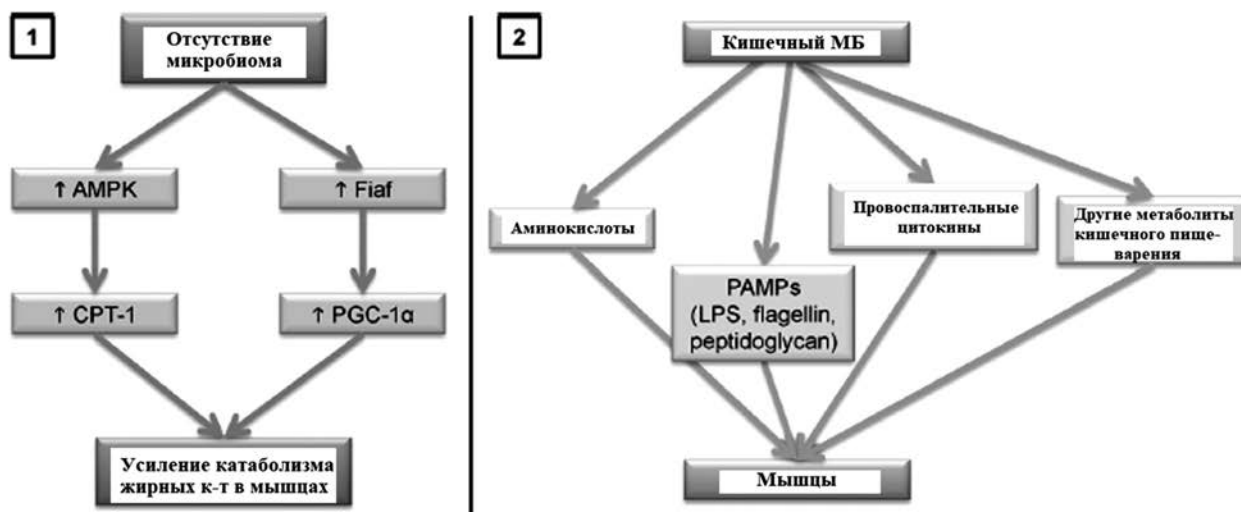 1
Отсутствие
микробиома
↑ AMPK
↑ Fiaf
↑ CPT-1
↑ PGC-1α
Усиление катаболизма
жирных к-т в мышцах
2
Кишечный МБ
Аминокислоты
PAMPs
(LPS, flagellin,
peptidoglycan)
Провоспалительные
цитокины
Другие метаболиты
кишечного пище-
варения
Мышцы